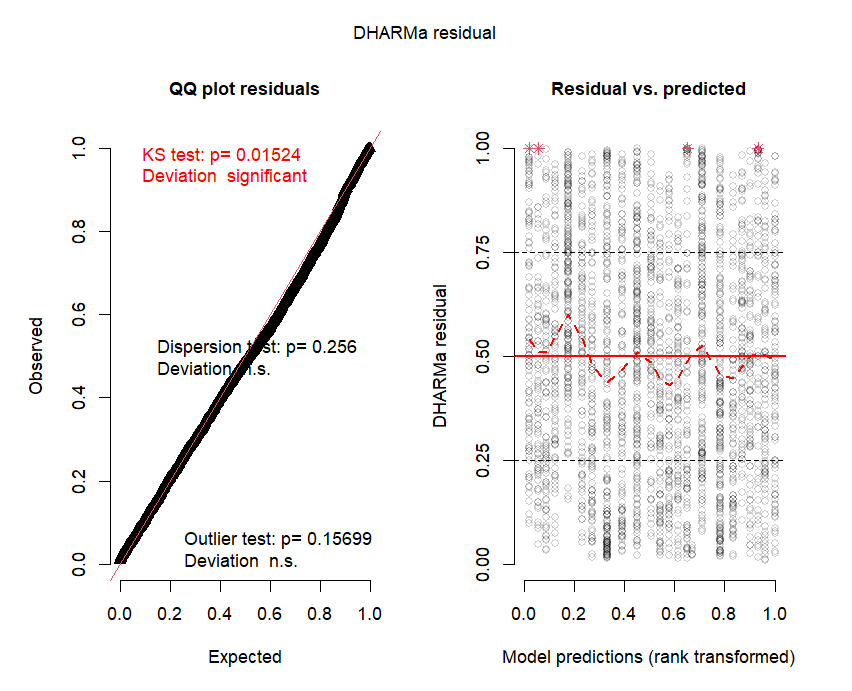 DHARMa residual
QQ plot residuals
KS test: p= 0.01524
Deviation significant
Dispersion test: p= 0.256
Deviation n.s.
Outlier test: p= 0.15699
Deviation n.s.
Observed
0.0 0.2 0.4 0.6 0.8 1.0
0.0 0.2 0.4 0.6 0.8 1.0
Expected
Residual vs. predicted
DHARMa residual
0.00 0.25 0.50 0.75 1.00
0.0 0.2 0.4 0.6 0.8 1.0
Model predictions (rank transformed)